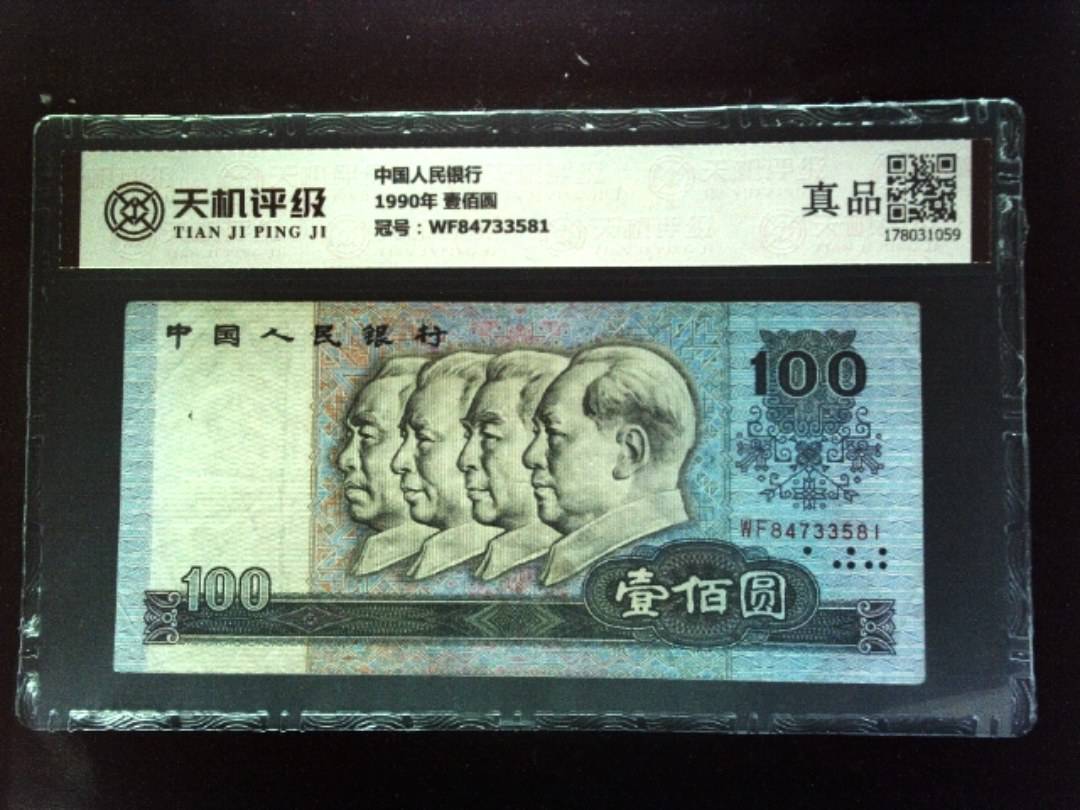 天机评级
TIAN JI PING JI
中国人民银行
1990年 壹佰圆
冠号：WF84733581
真品
178031059
中国人民银行
100
WF84733581
100
壹佰圆